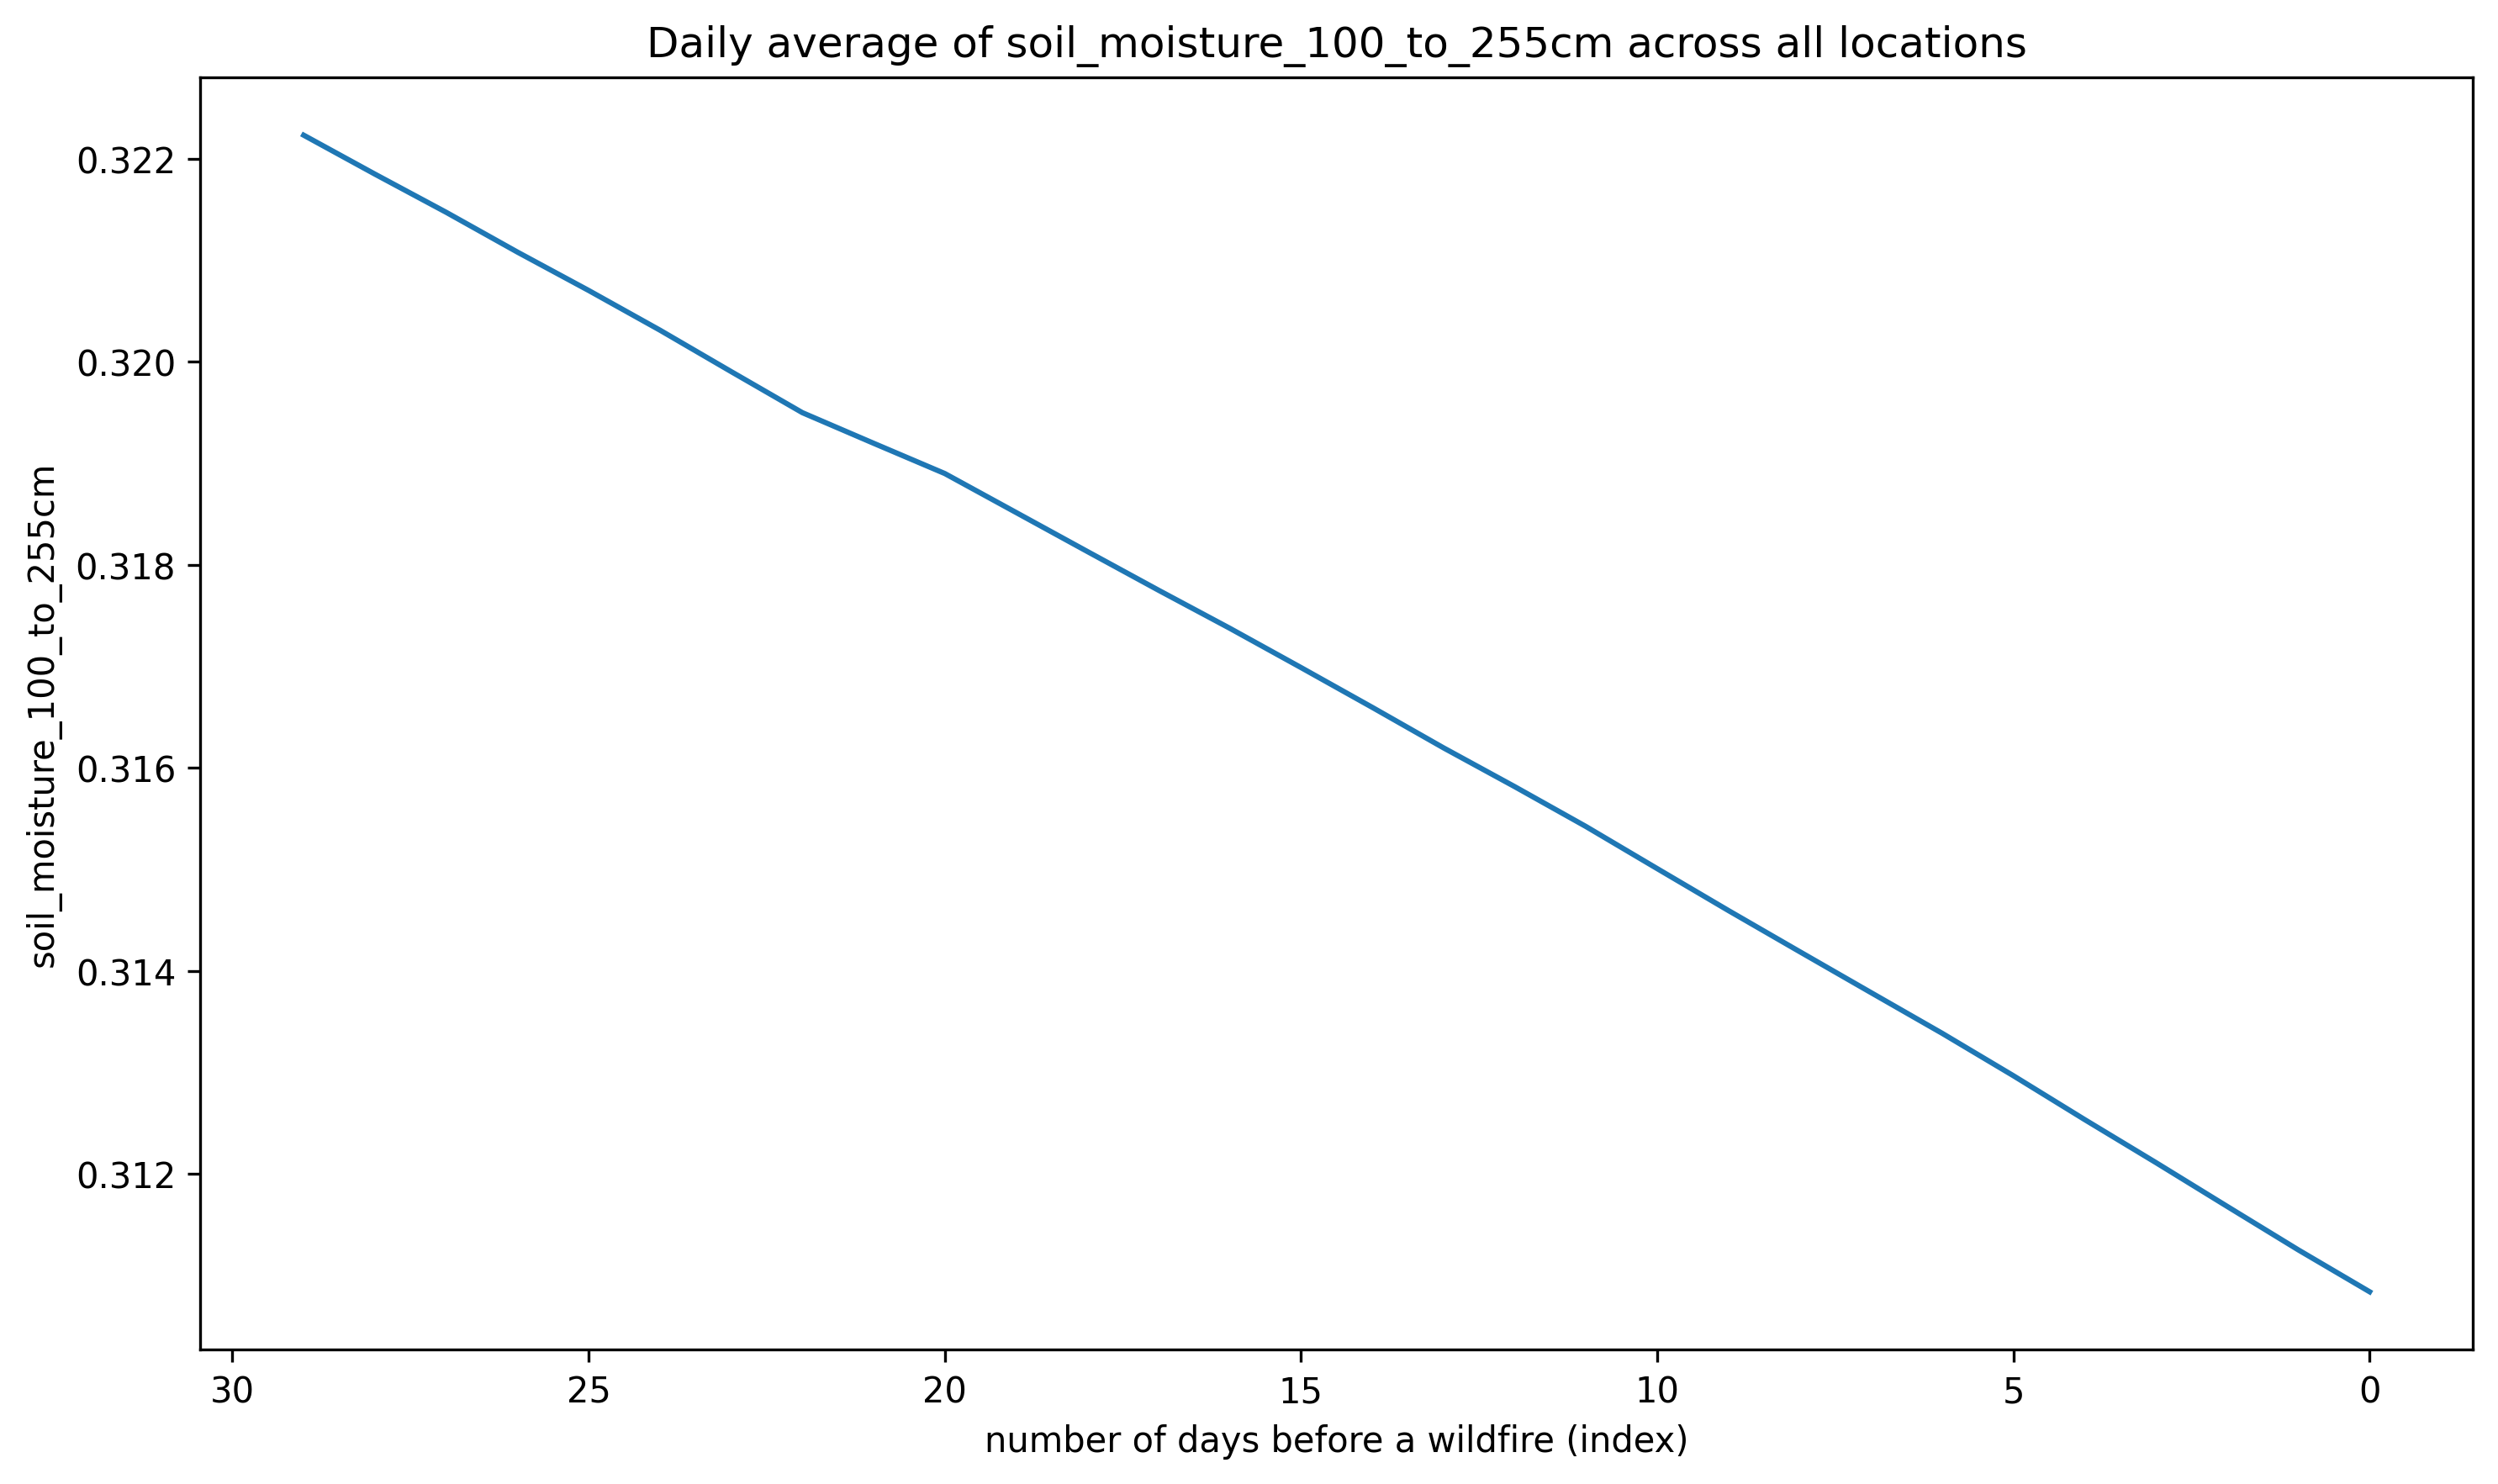 Daily average of soil_moisture_100_to_255cm across all locations
soil_moisture_100_to_255cm
0.322
0.320
0.318
0.316
0.314
0.312
30 25 20 15 10 5 0
number of days before a wildfire (index)